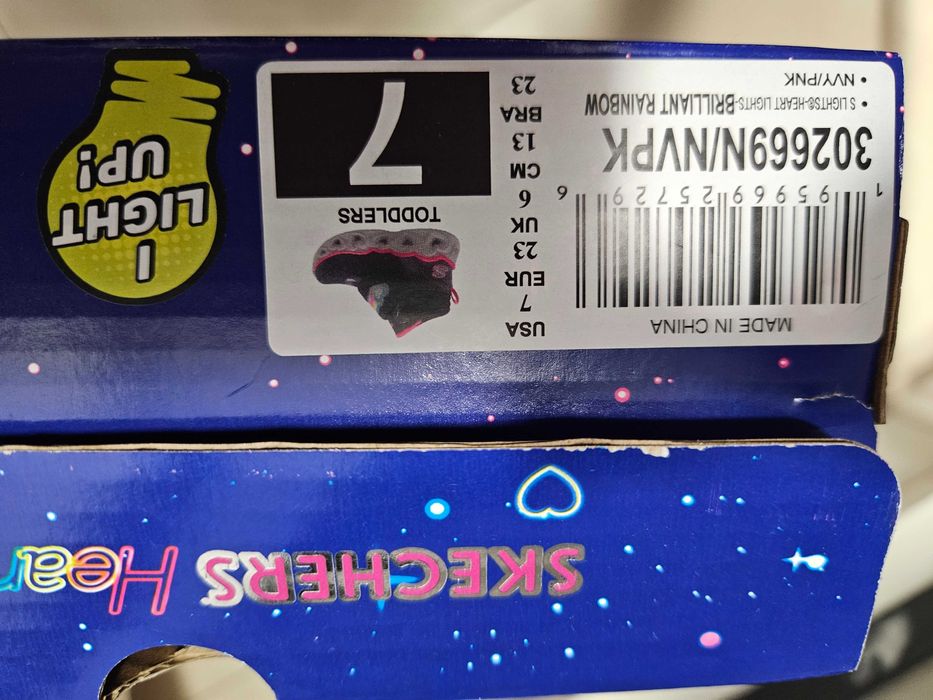 SKECHERS Hea
MADE IN CHINA
1 95969 25729 6
302669N/NVPK
• S LIGHTS®-HEART LIGHTS-BRILLIANT RAINBOW
• NVY/PNK
USA
7
EUR
23
UK
6
CM
13
BRA
23
TODDLERS
7
I
LIGHT
UP!